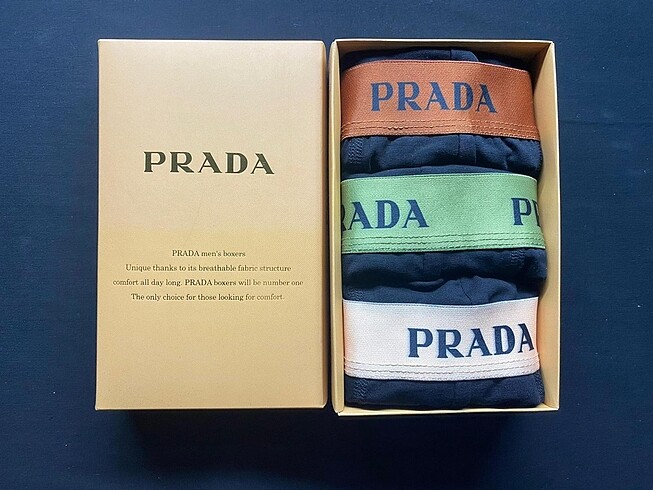 PRADA
PRADA men's boxers
Unique thanks to its breathable fabric structure
comfort all day long. PRADA boxers will be number one
The only choice for those looking for comfort.
PRADA
RADA PR
PRADA